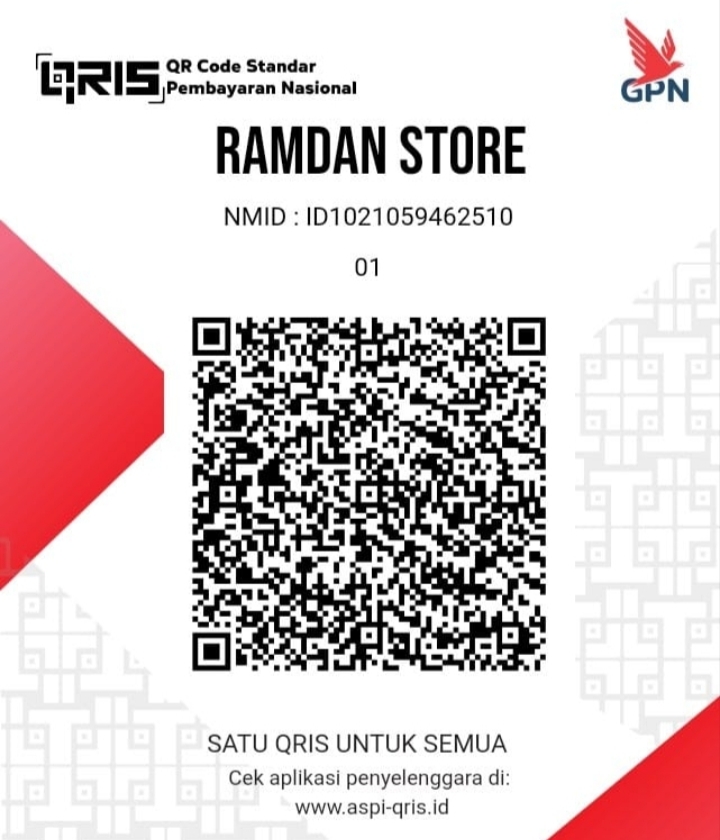 QRIS QR Code Standar
Pembayaran Nasional
GPN
RAMDAN STORE
NMID : ID1021059462510
01
SATU QRIS UNTUK SEMUA
Cek aplikasi penyelenggara di:
www.aspi-qris.id